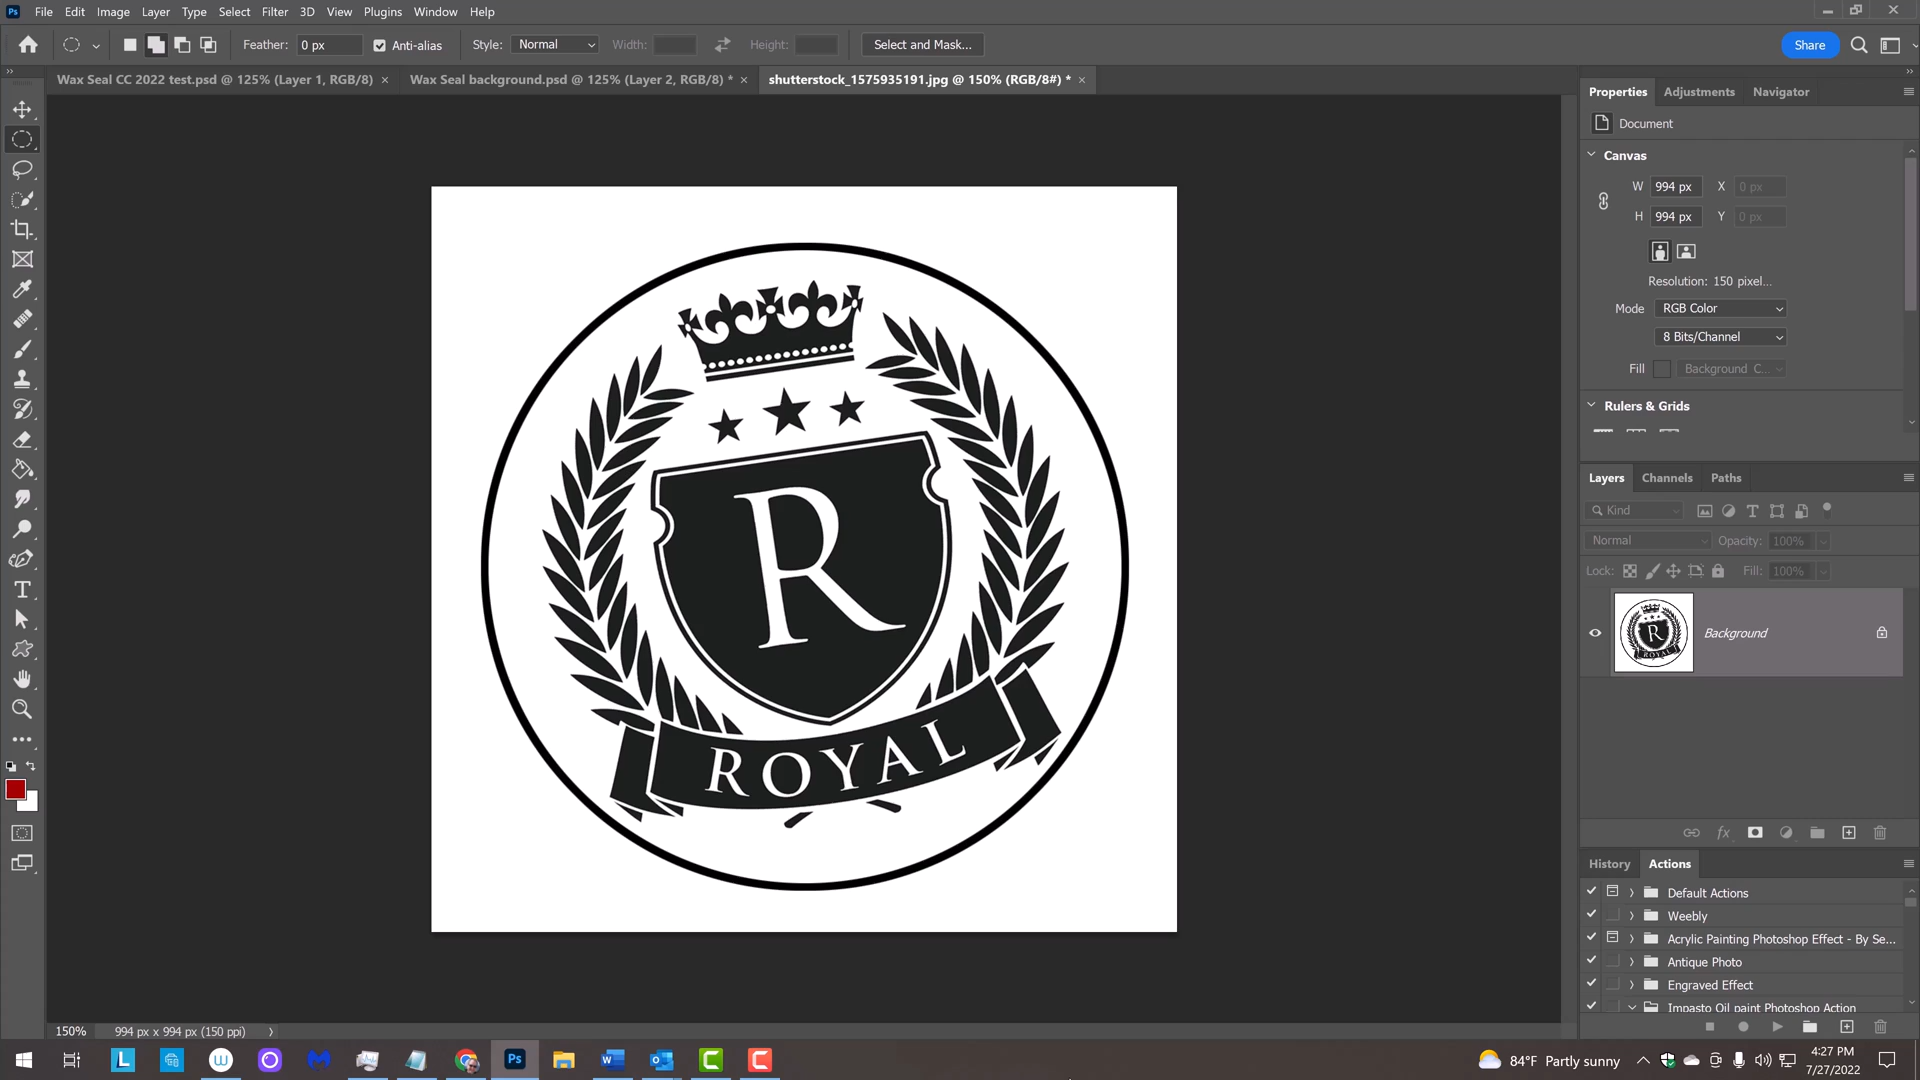 Ps File Edit Image Layer Type Select Filter 3D View Plugins Window Help
Feather: 0 px Anti-alias Style: Normal Width: Height: Select and Mask... Share
Wax Seal CC 2022 test.psd @ 125% (Layer 1, RGB/8) × Wax Seal background.psd @ 125% (Layer 2, RGB/8) * × shutterstock_1575935191.jpg @ 150% (RGB/8#) * ×
Properties Adjustments Navigator
Document
Canvas
W 994 px X 0 px
H 994 px Y 0 px
Resolution: 150 pixel...
Mode RGB Color
8 Bits/Channel
Fill Background C...
Rulers & Grids
Layers Channels Paths
Kind
Normal Opacity: 100%
Lock: Fill: 100%
Background
R
ROYAL
R
ROYAL
History Actions
Default Actions
Weebly
Acrylic Painting Photoshop Effect - By Se...
Antique Photo
Engraved Effect
Impasto Oil paint Photoshop Action
150% 994 px x 994 px (150 ppi)
L W Ps W C C
84°F Partly sunny
4:27 PM
7/27/2022